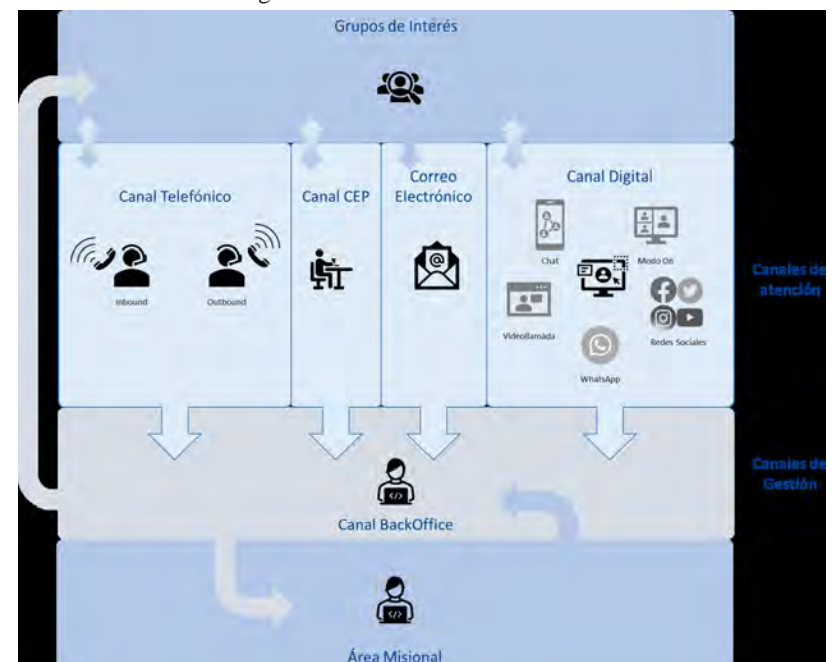 Grupos de Interés
Canal Telefónico
Inbound
Outbound
Canal CEP
Correo
Electrónico
@
Canal Digital
Chat
Modo On
Videollamada
WhatsApp
Redes Sociales
Canales de
atención
</> 
Canal BackOffice
Canales de
Gestión
</>
Área Misional